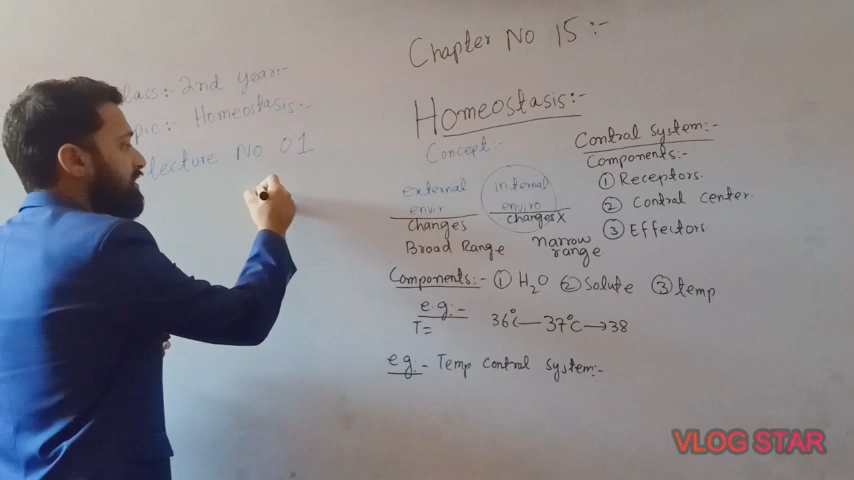 Class:- 2nd year:-
Topic:- Homeostasis:-
lecture No 01
Chapter No 15:-
Homeostasis:-
Concept:-
external
envir
changes
Broad Range
internal
enviro
changes X
narrow
range
Control system:-
Components:-
① Receptors.
② Control center.
③ Effectors.
Components:- ① H₂O ② Solute ③ temp
e.g:-
T= 36°C — 37°C → 38
e.g:- Temp Control System:-
VLOG STAR